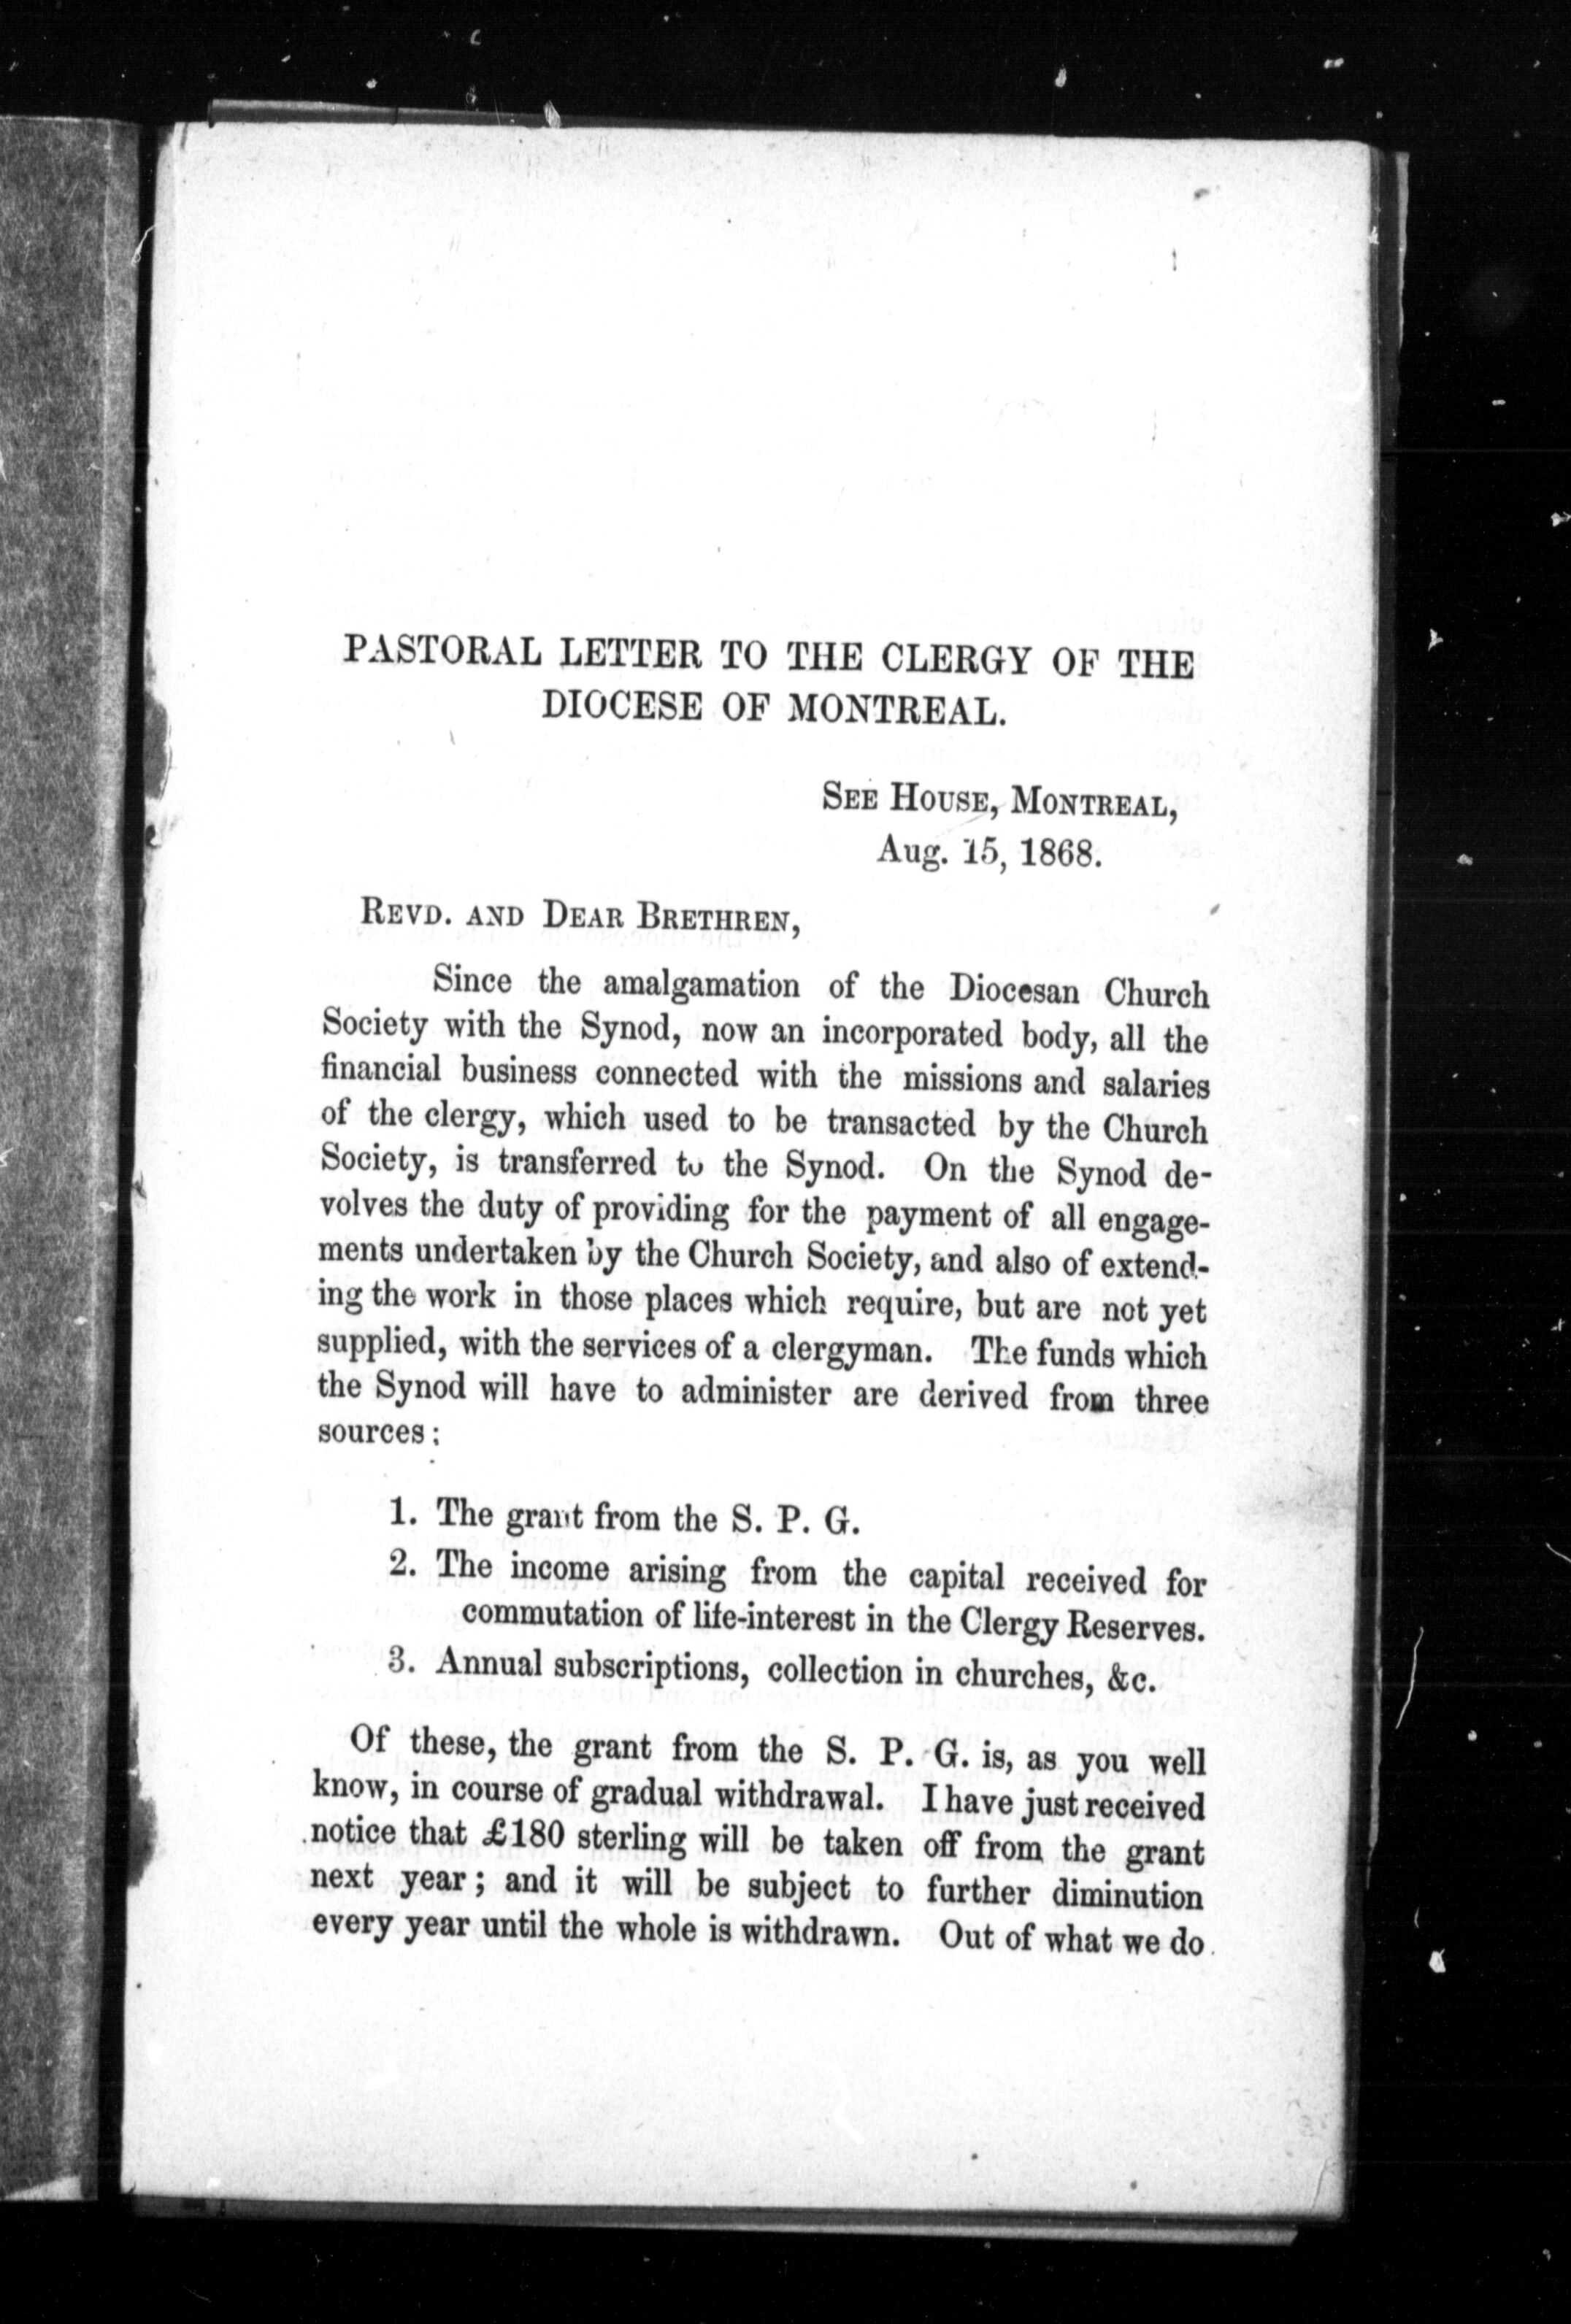 PASTORAL LETTER TO THE CLERGY OF THE
DIOCESE OF MONTREAL.
SEE HOUSE, MONTREAL,
Aug. 15, 1868.
REVD. AND DEAR BRETHREN,
Since the amalgamation of the Diocesan Church
Society with the Synod, now an incorporated body, all the
financial business connected with the missions and salaries
of the clergy, which used to be transacted by the Church
Society, is transferred to the Synod. On the Synod de-
volves the duty of providing for the payment of all engage-
ments undertaken by the Church Society, and also of extend-
ing the work in those places which require, but are not yet
supplied, with the services of a clergyman. The funds which
the Synod will have to administer are derived from three
sources:
1. The grant from the S. P. G.
2. The income arising from the capital received for
commutation of life-interest in the Clergy Reserves.
3. Annual subscriptions, collection in churches, &c.
Of these, the grant from the S. P. G. is, as you well
know, in course of gradual withdrawal. I have just received
notice that £180 sterling will be taken off from the grant
next year; and it will be subject to further diminution
every year until the whole is withdrawn. Out of what we do